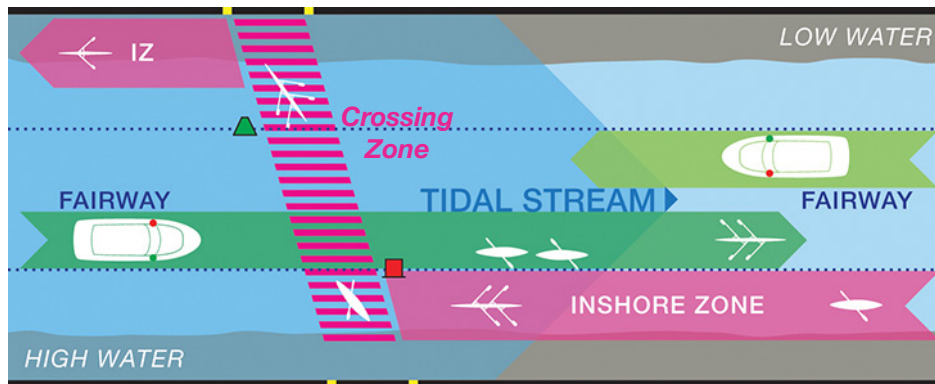 IZ
LOW WATER
Crossing
Zone
FAIRWAY
TIDAL STREAM
FAIRWAY
INSHORE ZONE
HIGH WATER